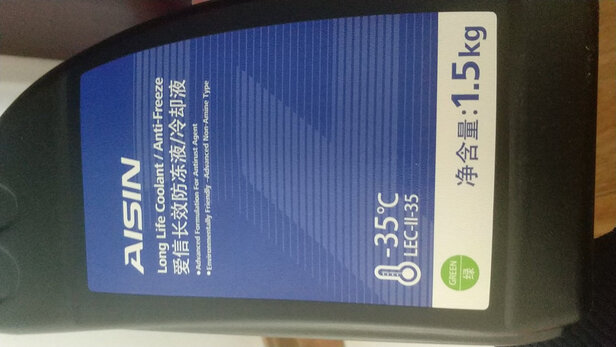 AISIN
Long Life Coolant / Anti-Freeze
爱信长效防冻液/冷却液
•Advanced Formulation For Antirust Agent
•Environmentally Friendly -Advanced Non-Amine Type
-35℃
LEC-II-35
GREEN
绿
净含量:1.5kg